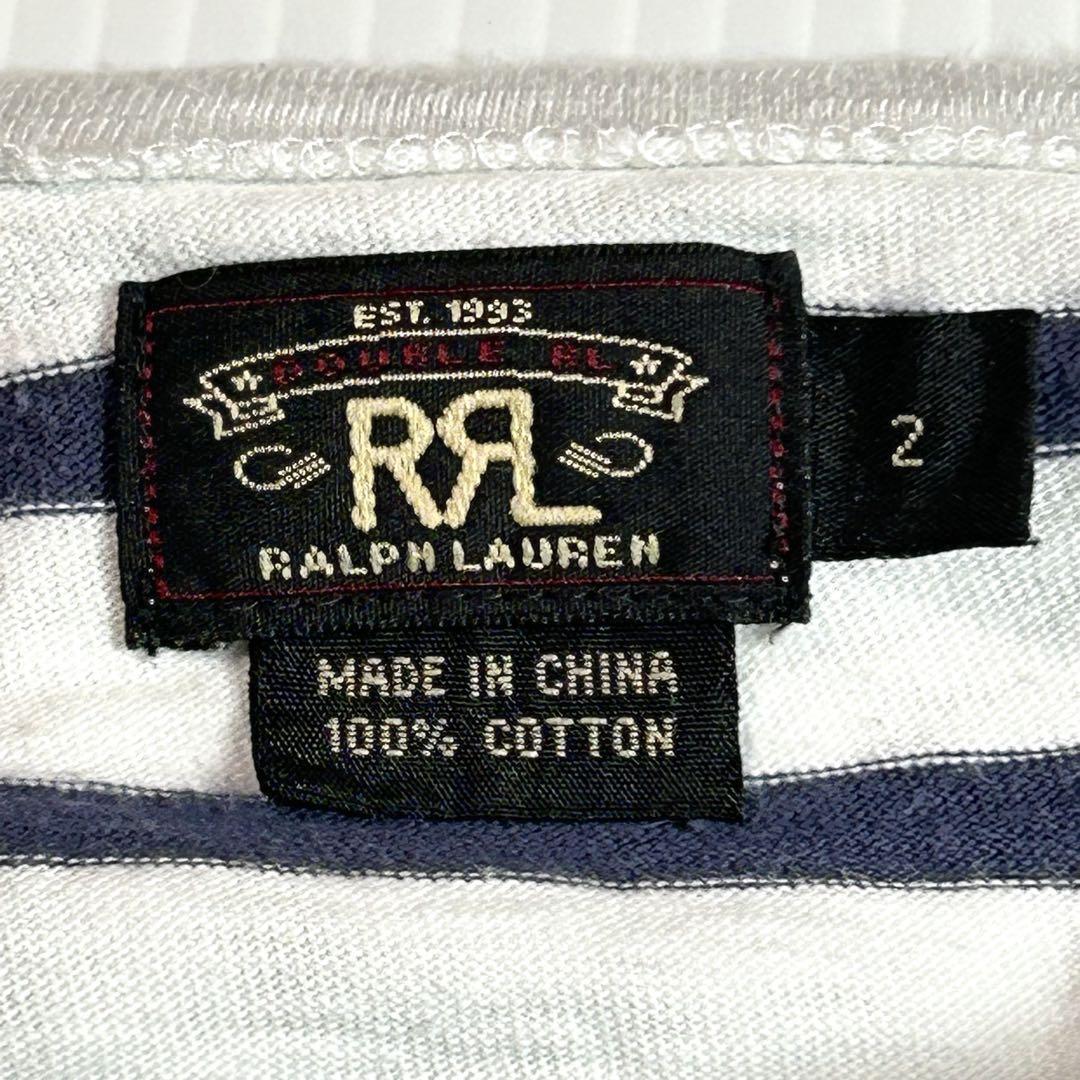 EST. 1993
DOUBLE RL
RRL
RALPH LAUREN
2
MADE IN CHINA
100% COTTON